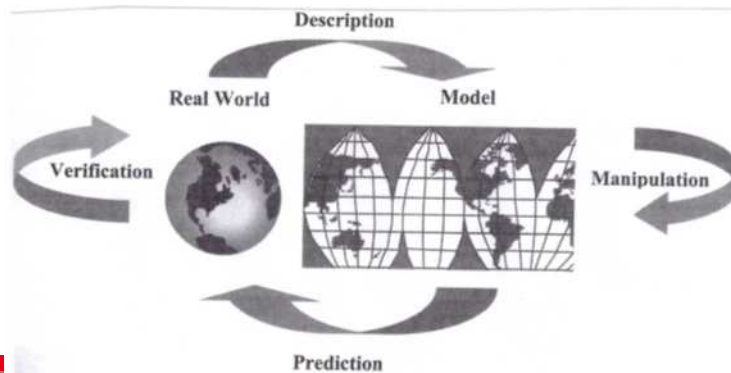 Description
Real World
Model
Verification
Manipulation
Prediction